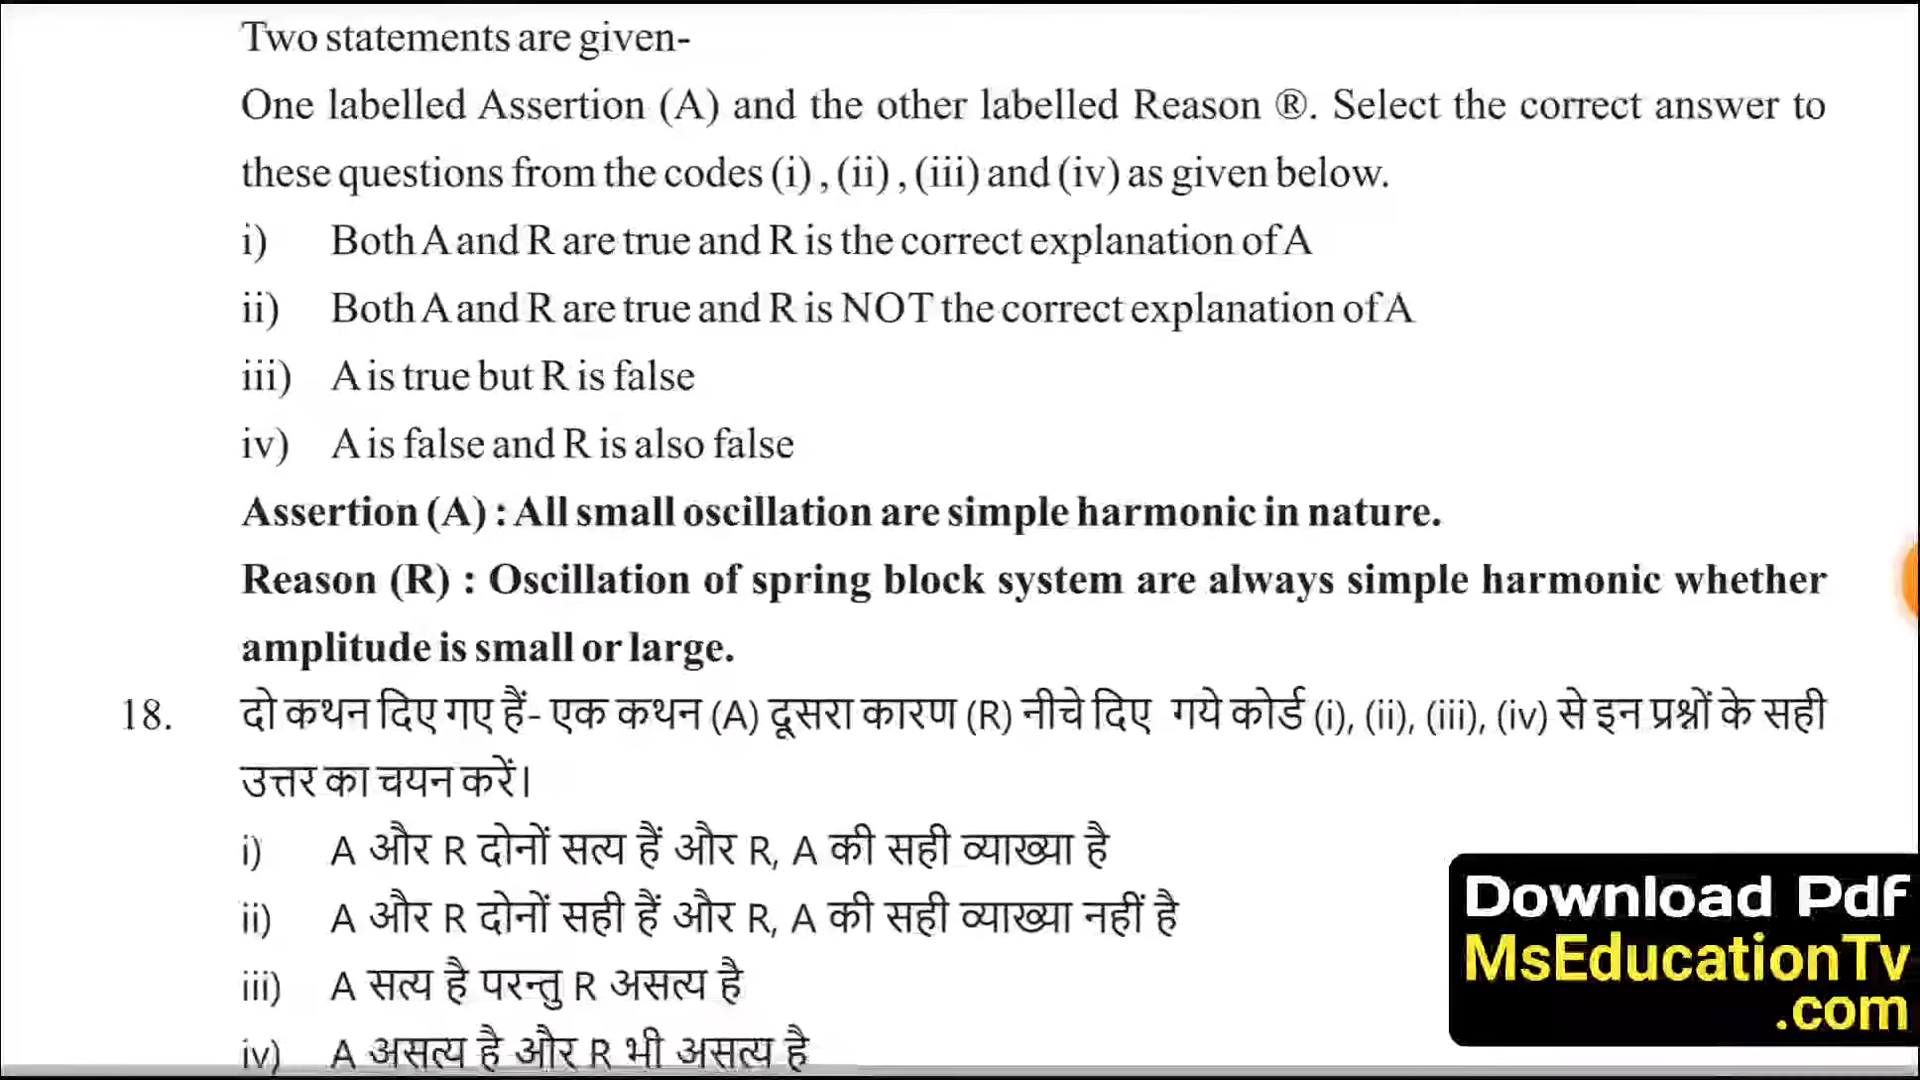 Two statements are given-
One labelled Assertion (A) and the other labelled Reason ®. Select the correct answer to
these questions from the codes (i) , (ii) , (iii) and (iv) as given below.
i) Both A and R are true and R is the correct explanation of A
ii) Both A and R are true and R is NOT the correct explanation of A
iii) A is true but R is false
iv) A is false and R is also false
Assertion (A) : All small oscillation are simple harmonic in nature.
Reason (R) : Oscillation of spring block system are always simple harmonic whether
amplitude is small or large.
18. दो कथन दिए गए हैं- एक कथन (A) दूसरा कारण (R) नीचे दिए गये कोर्ड (i), (ii), (iii), (iv) से इन प्रश्नों के सही
उत्तर का चयन करें।
i) A और R दोनों सत्य हैं और R, A की सही व्याख्या है
ii) A और R दोनों सही हैं और R, A की सही व्याख्या नहीं है
iii) A सत्य है परन्तु R असत्य है
iv) A असत्य है और R भी असत्य है
Download Pdf
MsEducationTv
.com